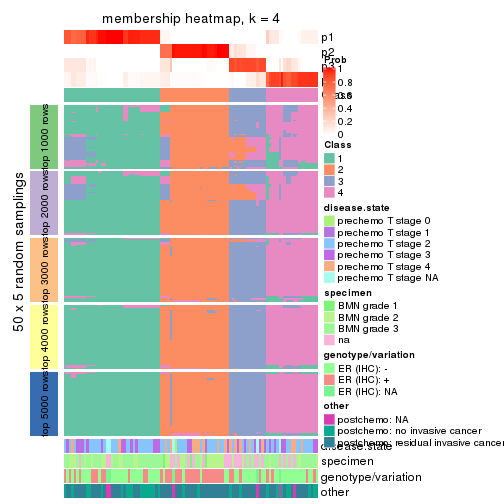 membership heatmap, k = 4
p1
p2
p3
Prob
1
0.8
0.6
0.4
0.2
0
Class
1
2
3
4
50 x 5 random samplings
top 1000 rows
top 2000 rows
top 3000 rows
top 4000 rows
top 5000 rows
disease.state
prechemo T stage 0
prechemo T stage 1
prechemo T stage 2
prechemo T stage 3
prechemo T stage 4
prechemo T stage NA
specimen
BMN grade 1
BMN grade 2
BMN grade 3
na
genotype/variation
ER (IHC): -
ER (IHC): +
ER (IHC): NA
other
postchemo: NA
postchemo: no invasive cancer
postchemo: residual invasive cancer
disease.state
specimen
genotype/variation
other